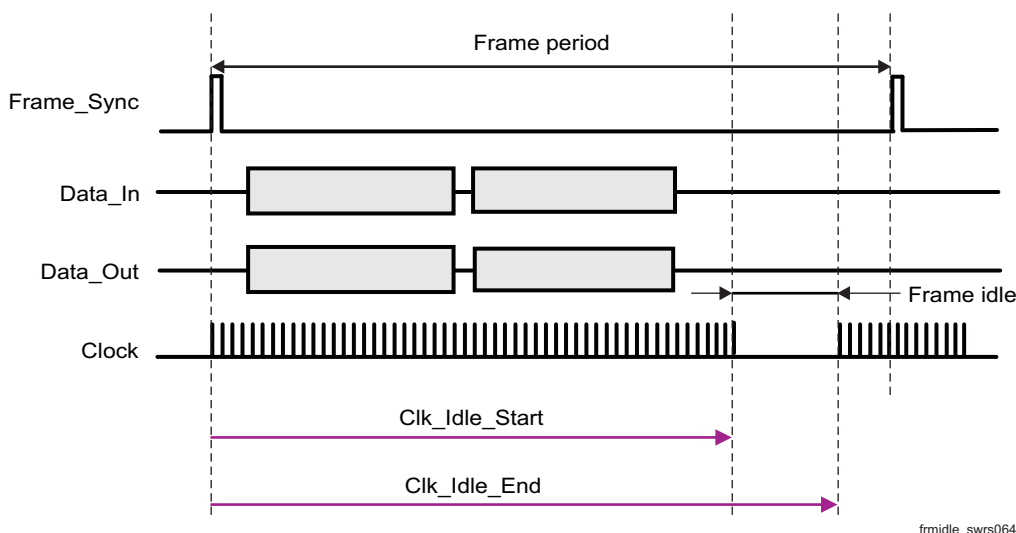 Frame period
Frame_Sync
Data_In
Data_Out
Frame idle
Clock
Clk_Idle_Start
Clk_Idle_End
frmidle_swrs064